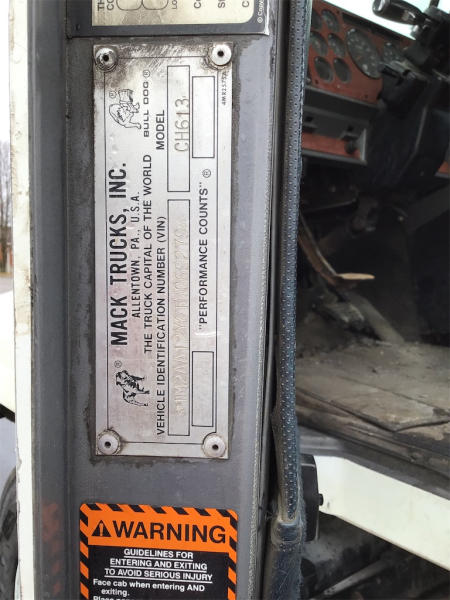 MACK TRUCKS, INC.
ALLENTOWN, PA., U.S.A.
THE TRUCK CAPITAL OF THE WORLD
BULL DOG ®
VEHICLE IDENTIFICATION NUMBER (VIN)
MODEL
CH613
"PERFORMANCE COUNTS" ®
WARNING
GUIDELINES FOR
ENTERING AND EXITING
TO AVOID SERIOUS INJURY
Face cab when entering and
exiting.